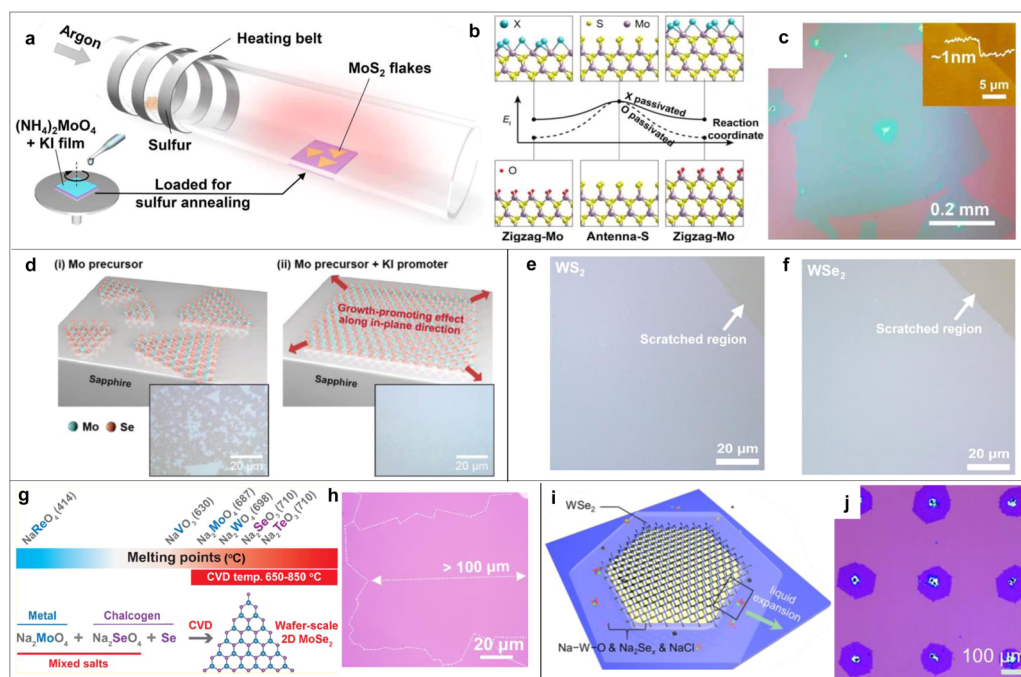 a
Argon
Heating belt
MoS₂ flakes
(NH₄)₂MoO₄
+ KI film
Sulfur
Loaded for
sulfur annealing
b
X S Mo
X passivated
O passivated
Reaction
coordinate
O
Zigzag-Mo Antenna-S Zigzag-Mo
c
~1nm
5 μm
0.2 mm
d
(i) Mo precursor
(ii) Mo precursor + KI promoter
Growth-promoting effect
along in-plane direction
Sapphire
Sapphire
Mo Se
20 μm
20 μm
e
WS₂
Scratched region
20 μm
f
WSe₂
Scratched region
20 μm
g
NaReO₄(414)
NaVO₃(630)
Na₂MoO₄(687)
Na₂WO₄(698)
Na₂SeO₃(710)
Na₂TeO₃(710)
Melting points (°C)
CVD temp. 650-850 °C
Metal Chalcogen
Na₂MoO₄ + Na₂SeO₄ + Se
CVD
Mixed salts
Wafer-scale
2D MoSe₂
h
> 100 μm
20 μm
i
WSe₂
liquid
expansion
Na−W−O & Na₂Seₓ & NaCl
j
100 μm